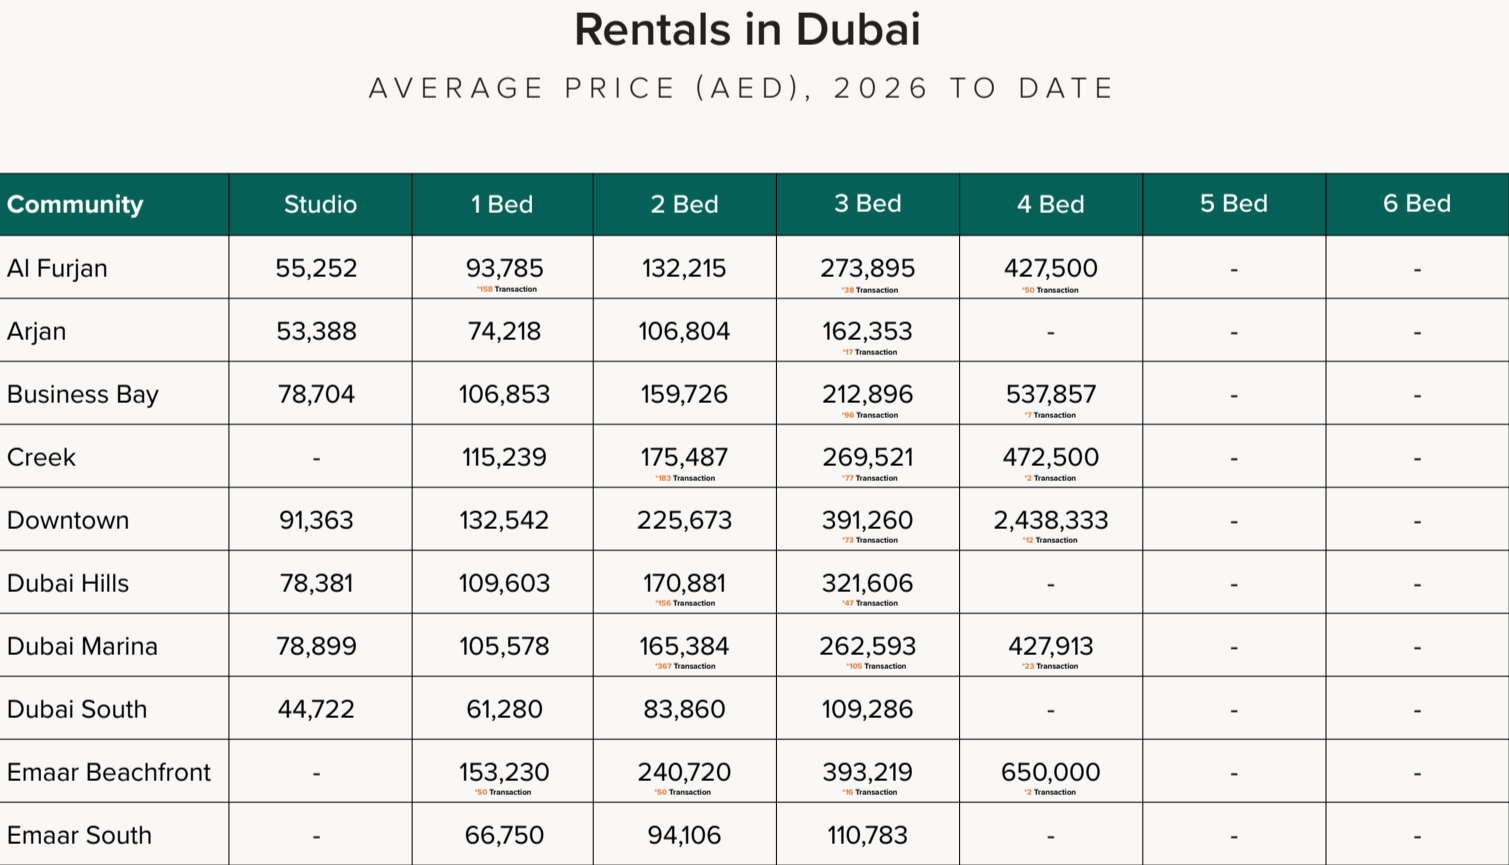 Rentals in Dubai
AVERAGE PRICE (AED), 2026 TO DATE
Community Studio 1 Bed 2 Bed 3 Bed 4 Bed 5 Bed 6 Bed
Al Furjan 55,252 93,785 132,215 273,895 427,500 - -
*158 Transaction *38 Transaction *50 Transaction
Arjan 53,388 74,218 106,804 162,353 - - -
*17 Transaction
Business Bay 78,704 106,853 159,726 212,896 537,857 - -
*96 Transaction *7 Transaction
Creek - 115,239 175,487 269,521 472,500 - -
*183 Transaction *77 Transaction *2 Transaction
Downtown 91,363 132,542 225,673 391,260 2,438,333 - -
*73 Transaction *12 Transaction
Dubai Hills 78,381 109,603 170,881 321,606 - - -
*156 Transaction *47 Transaction
Dubai Marina 78,899 105,578 165,384 262,593 427,913 - -
*367 Transaction *105 Transaction *23 Transaction
Dubai South 44,722 61,280 83,860 109,286 - - -
Emaar Beachfront - 153,230 240,720 393,219 650,000 - -
*50 Transaction *50 Transaction *16 Transaction *2 Transaction
Emaar South - 66,750 94,106 110,783 - - -